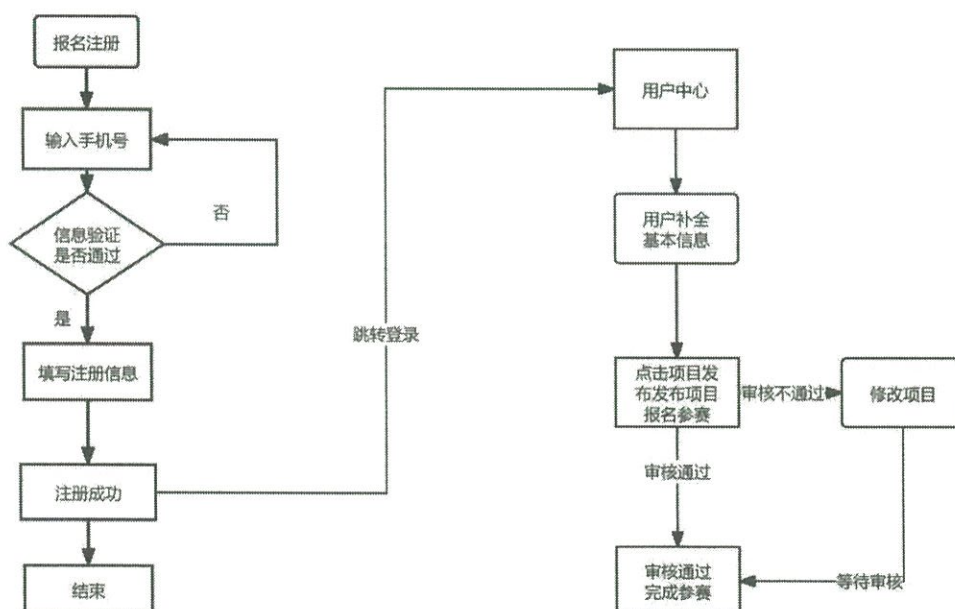 报名注册
输入手机号
否
信息验证
是否通过
是
填写注册信息
注册成功
结束
跳转登录
用户中心
用户补全
基本信息
点击项目发
布发布项目
报名参赛
审核不通过
修改项目
审核通过
审核通过
完成参赛
等待审核